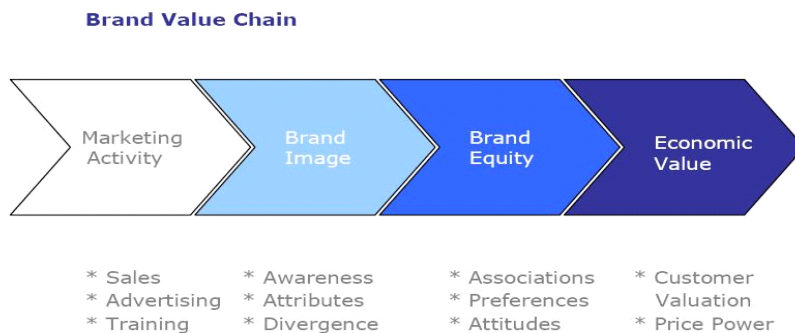 Brand Value Chain
Marketing
Activity
Brand
Image
Brand
Equity
Economic
Value
* Sales
* Advertising
* Training
* Awareness
* Attributes
* Divergence
* Associations
* Preferences
* Attitudes
* Customer
Valuation
* Price Power